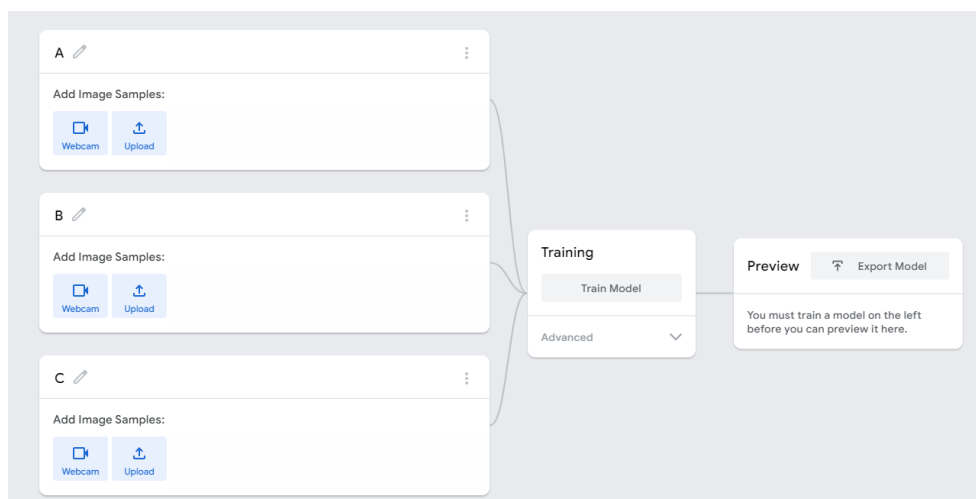 A
Add Image Samples:
Webcam
Upload
B
Add Image Samples:
Webcam
Upload
C
Add Image Samples:
Webcam
Upload
Training
Train Model
Advanced
Preview
Export Model
You must train a model on the left
before you can preview it here.